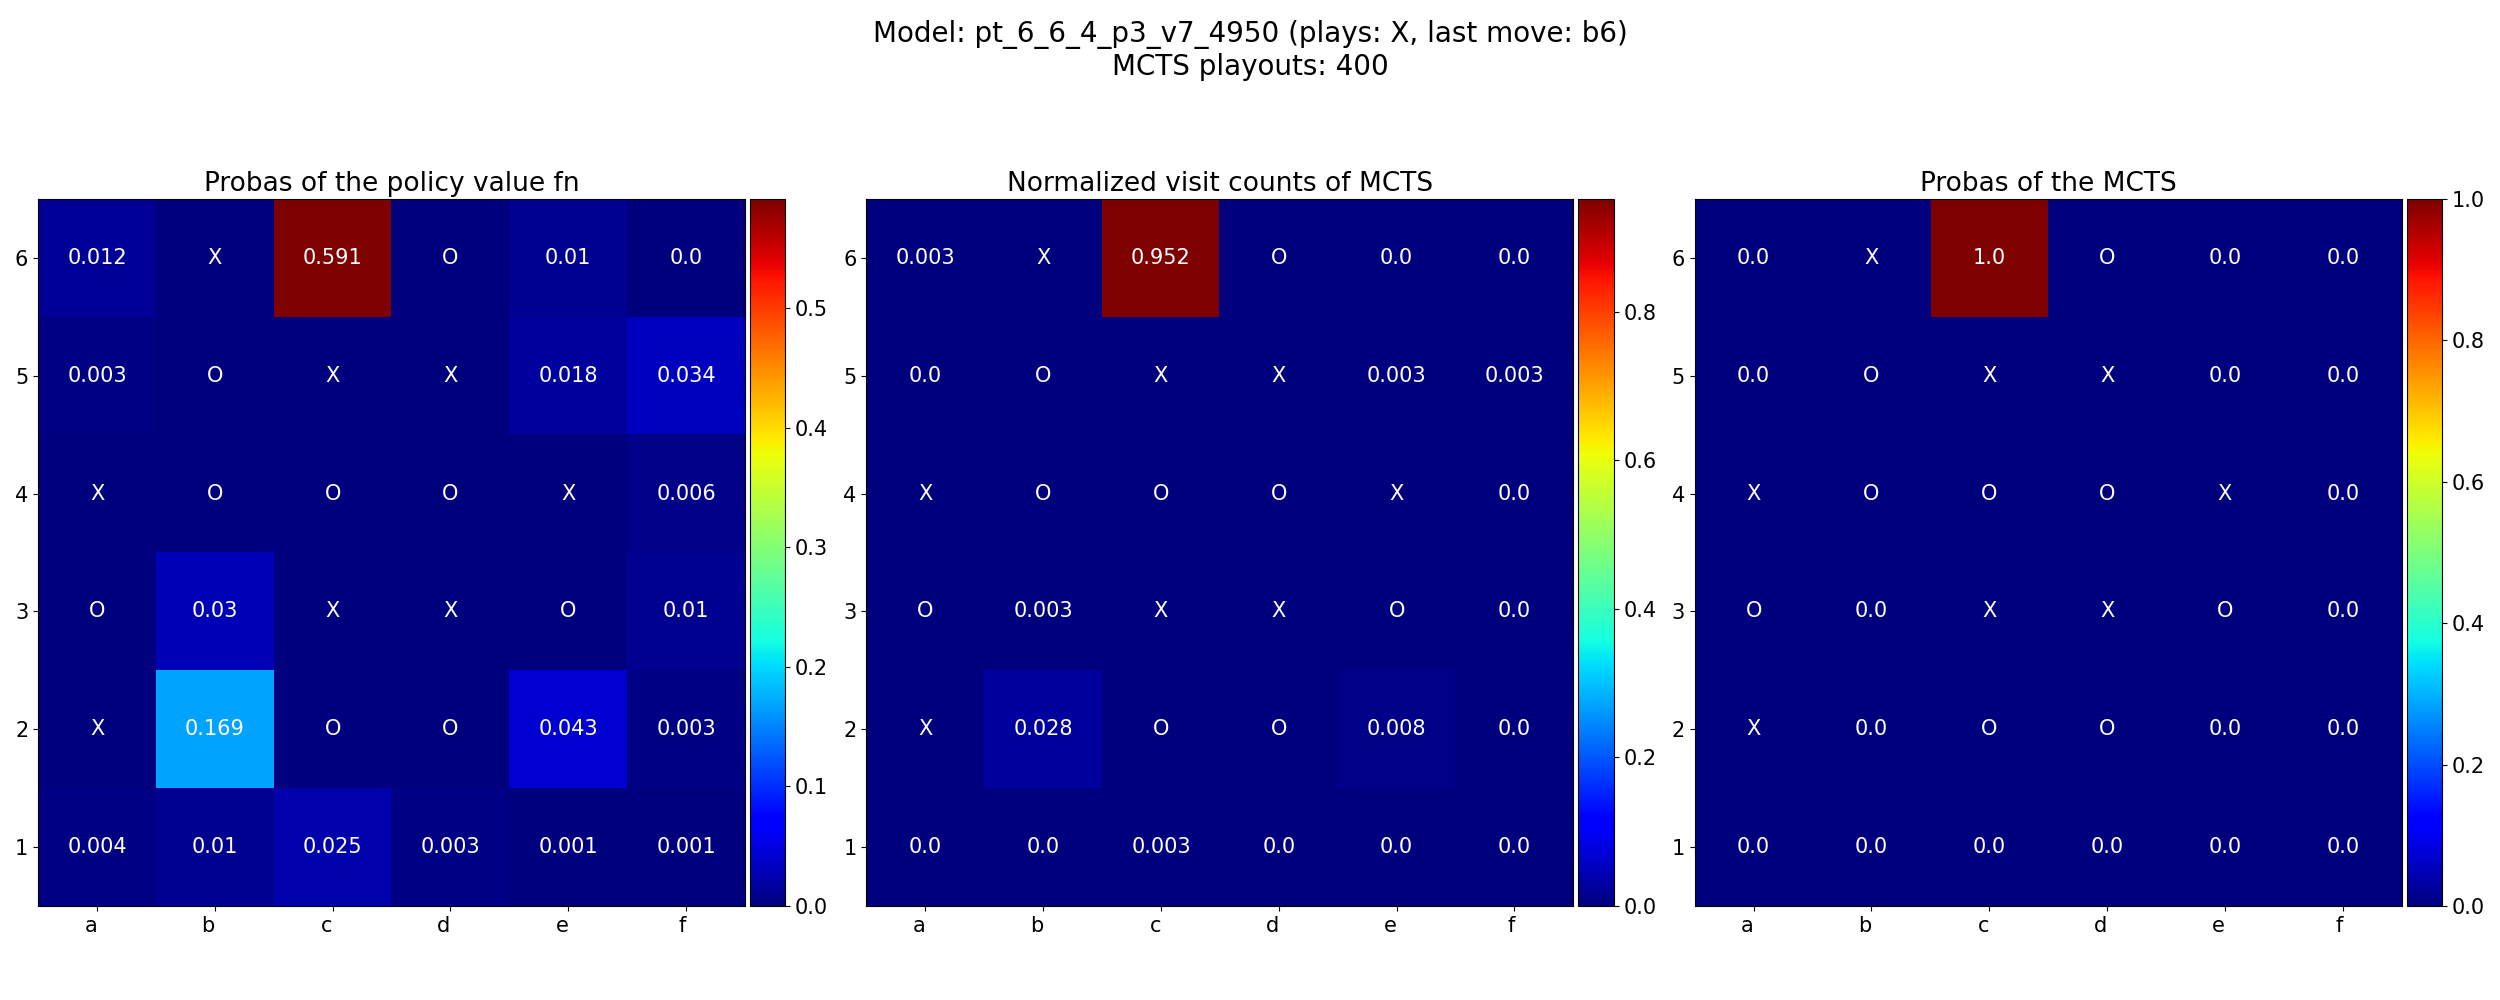 Model: pt_6_6_4_p3_v7_4950 (plays: X, last move: b6)
MCTS playouts: 400
Probas of the policy value fn
6 0.012 X 0.591 O 0.01 0.0
5 0.003 O X X 0.018 0.034
4 X O O O X 0.006
3 O 0.03 X X O 0.01
2 X 0.169 O O 0.043 0.003
1 0.004 0.01 0.025 0.003 0.001 0.001
a b c d e f
0.5
0.4
0.3
0.2
0.1
0.0
Normalized visit counts of MCTS
6 0.003 X 0.952 O 0.0 0.0
5 0.0 O X X 0.003 0.003
4 X O O O X 0.0
3 O 0.003 X X O 0.0
2 X 0.028 O O 0.008 0.0
1 0.0 0.0 0.003 0.0 0.0 0.0
a b c d e f
0.8
0.6
0.4
0.2
0.0
Probas of the MCTS
6 0.0 X 1.0 O 0.0 0.0
5 0.0 O X X 0.0 0.0
4 X O O O X 0.0
3 O 0.0 X X O 0.0
2 X 0.0 O O 0.0 0.0
1 0.0 0.0 0.0 0.0 0.0 0.0
a b c d e f
1.0
0.8
0.6
0.4
0.2
0.0